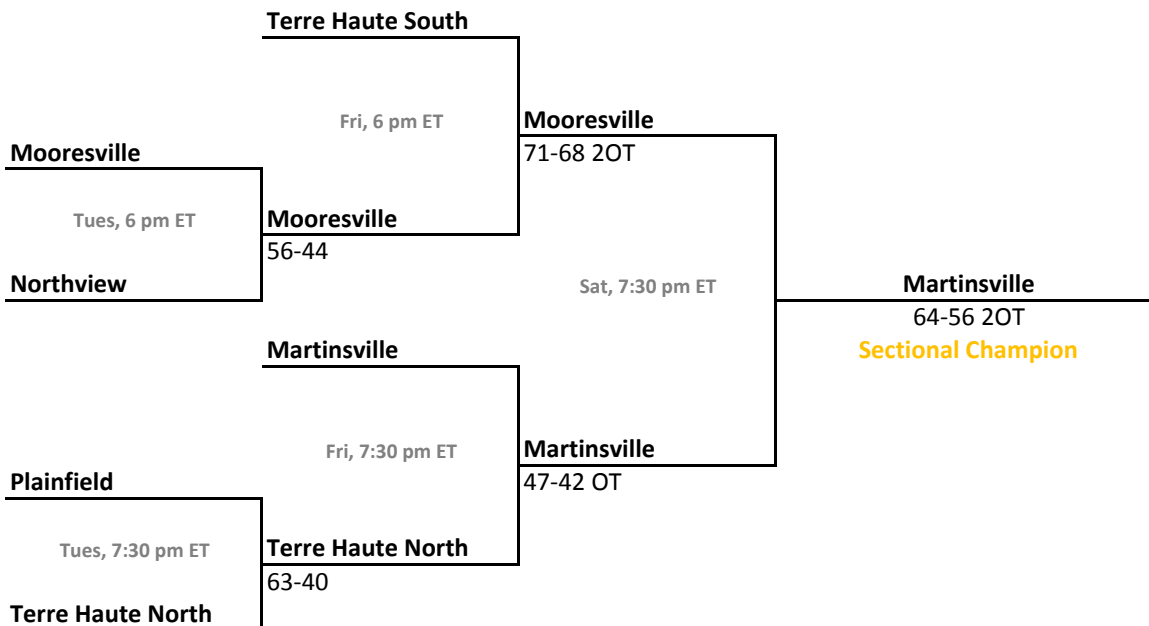 Terre Haute South
Fri, 6 pm ET
Mooresville
71-68 2OT
Mooresville
Tues, 6 pm ET
Mooresville
56-44
Northview
Sat, 7:30 pm ET
Martinsville
64-56 2OT
Sectional Champion
Martinsville
Fri, 7:30 pm ET
Martinsville
47-42 OT
Plainfield
Tues, 7:30 pm ET
Terre Haute North
63-40
Terre Haute North